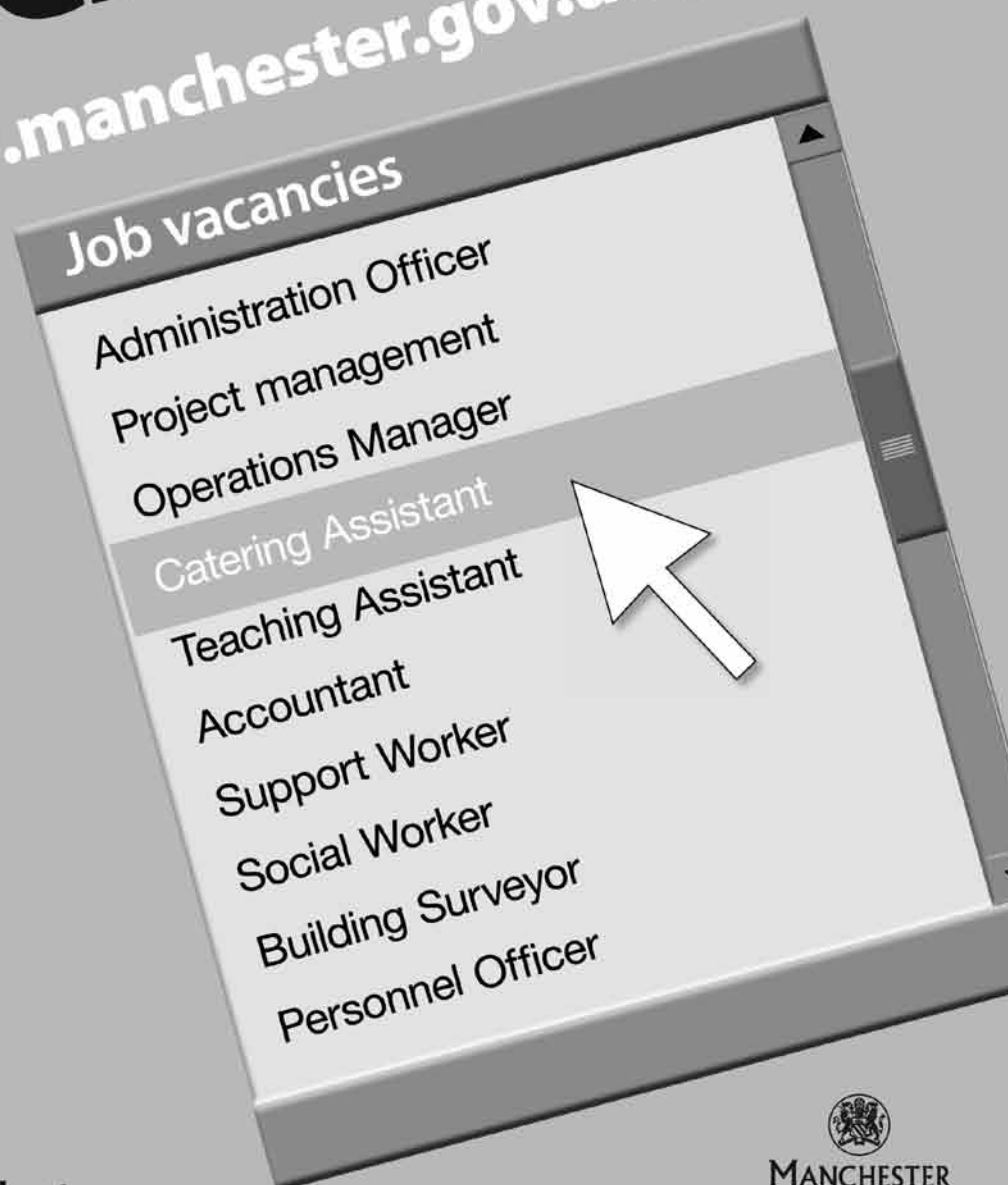 .manchester.gov.
Job vacancies
Administration Officer
Project management
Operations Manager
Catering Assistant
Teaching Assistant
Accountant
Support Worker
Social Worker
Building Surveyor
Personnel Officer
MANCHESTER